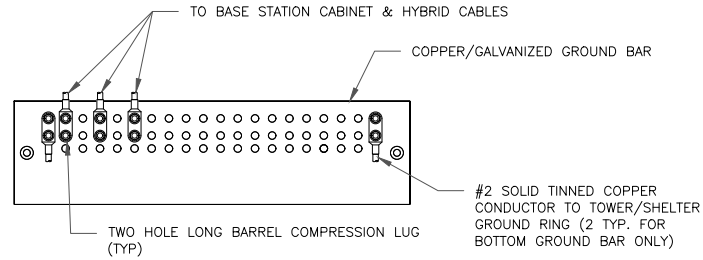 TO BASE STATION CABINET & HYBRID CABLES
COPPER/GALVANIZED GROUND BAR
#2 SOLID TINNED COPPER
CONDUCTOR TO TOWER/SHELTER
GROUND RING (2 TYP. FOR
BOTTOM GROUND BAR ONLY)
TWO HOLE LONG BARREL COMPRESSION LUG
(TYP)